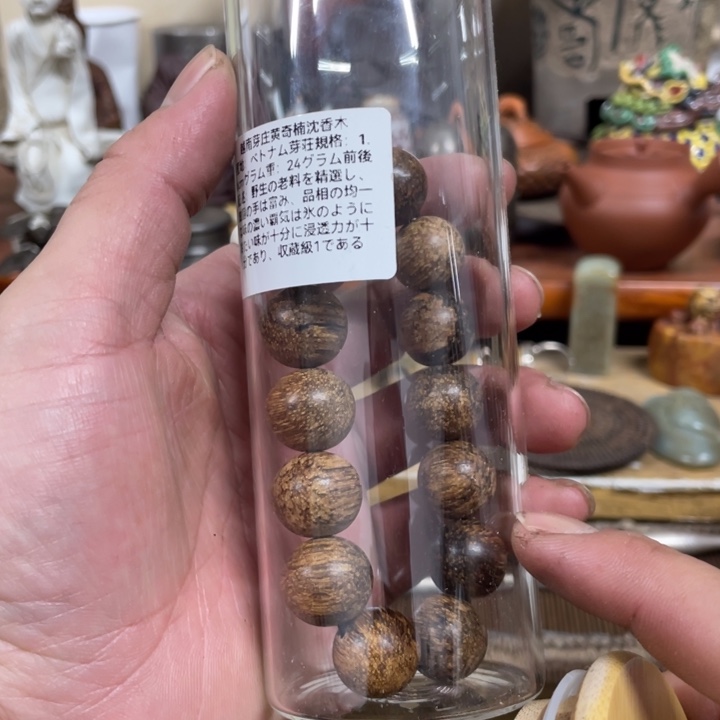 越南芽庄黄奇楠沈香木
ベトナム芽荘規格：1.
グラム重：24グラム前後
野生の老料を精選し、
の手は富み、品相の均一
の濃い覇気は氷のように
い味が十分に浸透力が十
であり、収蔵級1である